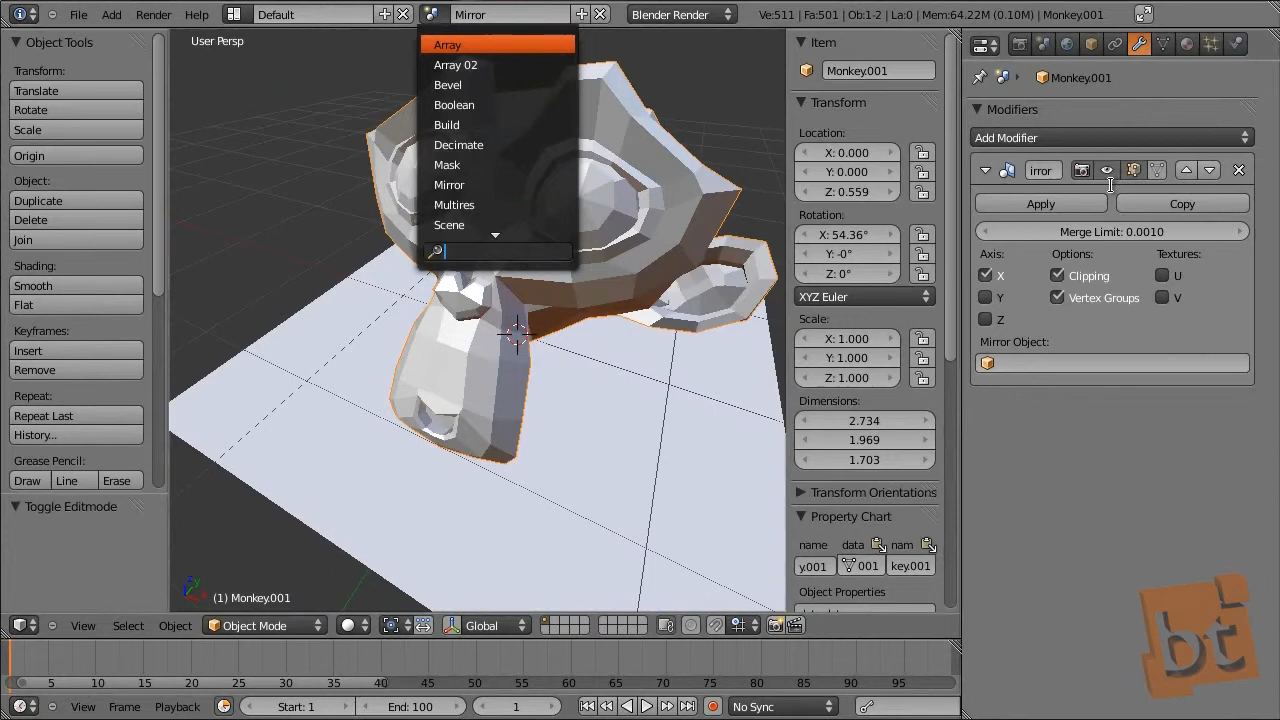 File Add Render Help Default Mirror Blender Render Ve:511 | Fa:501 | Ob:1-2 | La:0 | Mem:64.22M (0.10M) | Monkey.001
Object Tools
Transform:
Translate
Rotate
Scale
Origin
Object:
Duplicate
Delete
Join
Shading:
Smooth
Flat
Keyframes:
Insert
Remove
Repeat:
Repeat Last
History...
Grease Pencil:
Draw Line Erase
Toggle Editmode
User Persp
Array
Array 02
Bevel
Boolean
Build
Decimate
Mask
Mirror
Multires
Scene
(1) Monkey.001
Item
Monkey.001
Transform
Location:
X: 0.000
Y: 0.000
Z: 0.559
Rotation:
X: 54.36°
Y: -0°
Z: 0°
XYZ Euler
Scale:
X: 1.000
Y: 1.000
Z: 1.000
Dimensions:
2.734
1.969
1.703
Transform Orientations
Property Chart
name data nam
y.001 001 key.001
Object Properties
Monkey.001
Modifiers
Add Modifier
irror
Apply Copy
Merge Limit: 0.0010
Axis: Options: Textures:
X Clipping U
Y Vertex Groups V
Z
Mirror Object:
View Select Object Object Mode Global
5 10 15 20 25 30 35 40 45 50 55 60 65 70 75 80 85 90 95
View Frame Playback Start: 1 End: 100 1 No Sync
bt